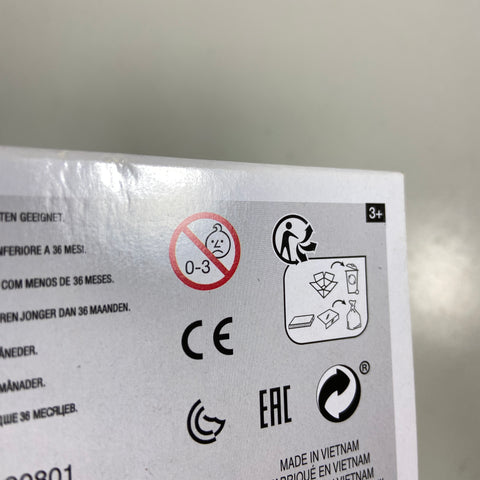 3+
TEN GEEIGNET.
NFERIORE A 36 MESI.
COM MENOS DE 36 MESES.
REN JONGER DAN 36 MAANDEN.
ÅNEDER.
MÅNADER.
ДШЕ 36 МЕСЯЦЕВ.
0-3
CE
EAC
®
MADE IN VIETNAM
FABRIQUÉ EN VIETNAM